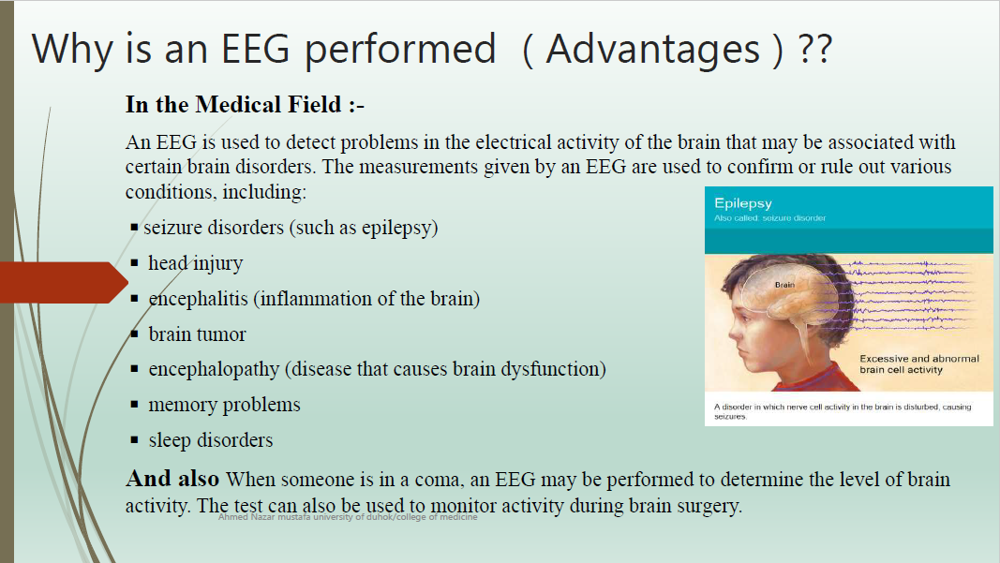 Why is an EEG performed ( Advantages ) ??
In the Medical Field :-
An EEG is used to detect problems in the electrical activity of the brain that may be associated with
certain brain disorders. The measurements given by an EEG are used to confirm or rule out various
conditions, including:
▪ seizure disorders (such as epilepsy)
▪ head injury
▪ encephalitis (inflammation of the brain)
▪ brain tumor
▪ encephalopathy (disease that causes brain dysfunction)
▪ memory problems
▪ sleep disorders
Epilepsy
Also called: seizure disorder
Brain
Excessive and abnormal
brain cell activity
A disorder in which nerve cell activity in the brain is disturbed, causing
seizures.
And also When someone is in a coma, an EEG may be performed to determine the level of brain
activity. The test can also be used to monitor activity during brain surgery.
Ahmed Nazar mustafa university of duhok/college of medicine